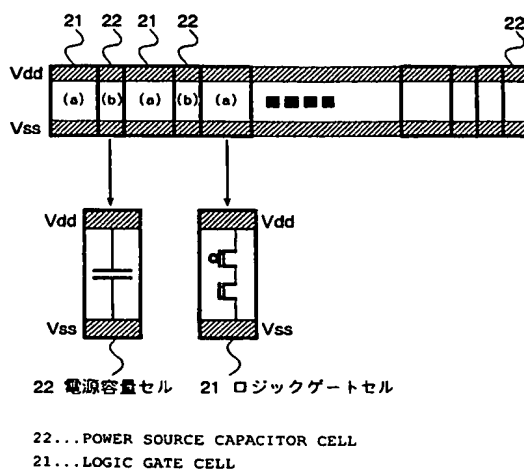 21 22 21 22 22
Vdd
(a) (b) (a) (b) (a)
Vss
Vdd Vdd
Vss Vss
22 電源容量セル 21 ロジックゲートセル
22...POWER SOURCE CAPACITOR CELL
21...LOGIC GATE CELL